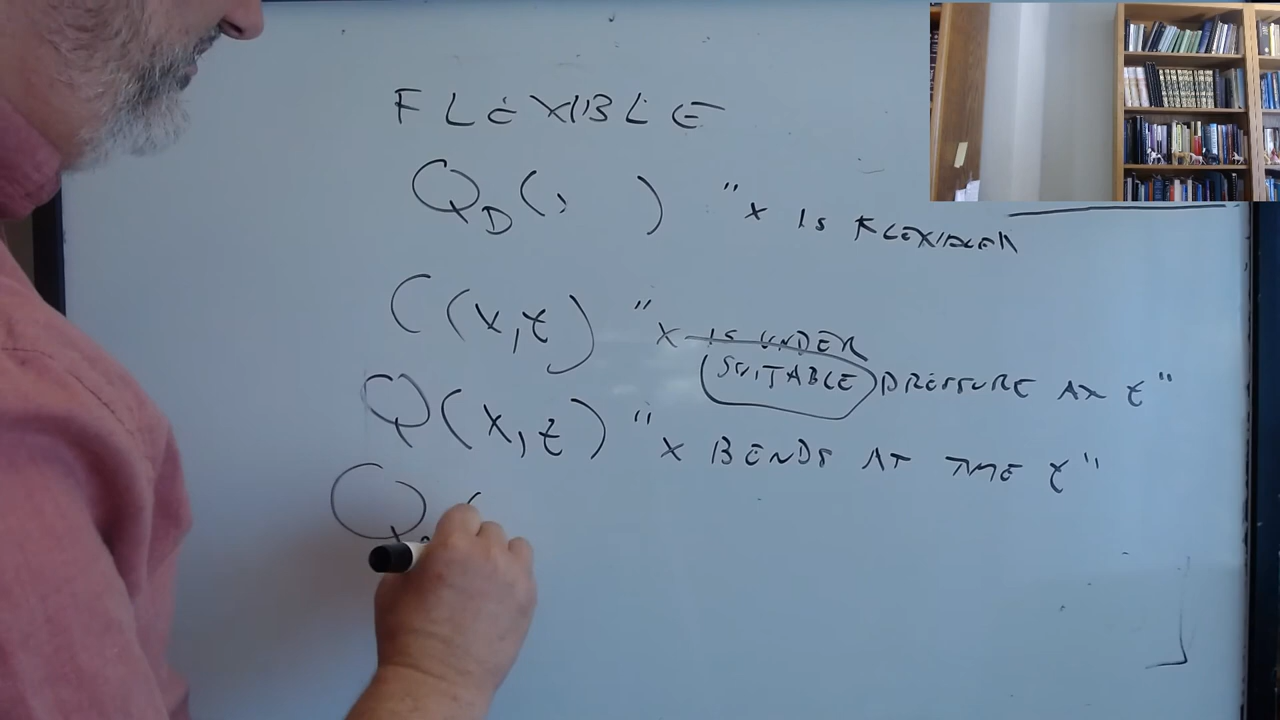 FLEXIBLE
Q_D( , ) "x IS FLEXIBLE"
C(x,t) "x IS UNDER
SUITABLE PRESSURE AT t"
Q(x,t) "x BENDS AT TIME t"
Q (